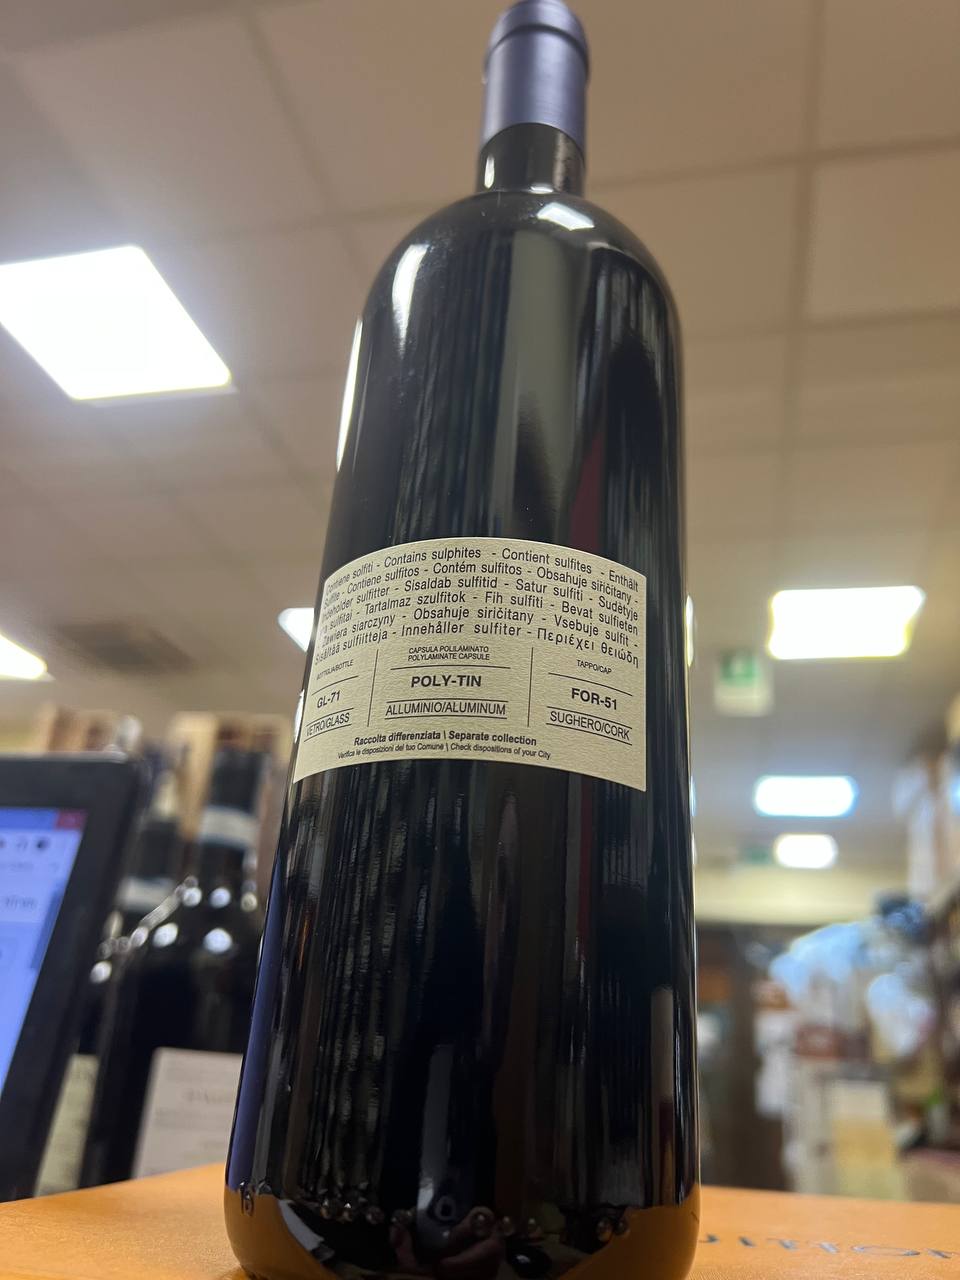 Contiene solfiti - Contains sulphites - Contient sulfites - Enthält
Sulfite - Contiene sulfitos - Contém sulfitos - Obsahuje siřičitany -
Indeholder sulfitter - Sisaldab sulfitid - Satur sulfiti - Sudėtyje
sulfitai - Tartalmaz szulfitok - Fih sulfiti - Bevat sulfieten
Zawiera siarczyny - Obsahuje siričitany - Vsebuje sulfit -
Sisältää sulfiitteja - Innehåller sulfiter - Περιέχει θειώδη
BOTTIGLIA/BOTTLE
GL-71
VETRO/GLASS
CAPSULA POLILAMINATO
POLYLAMINATE CAPSULE
POLY-TIN
ALLUMINIO/ALUMINUM
TAPPO/CAP
FOR-51
SUGHERO/CORK
Raccolta differenziata \ Separate collection
Verifica le disposizioni del tuo Comune \ Check dispositions of your City